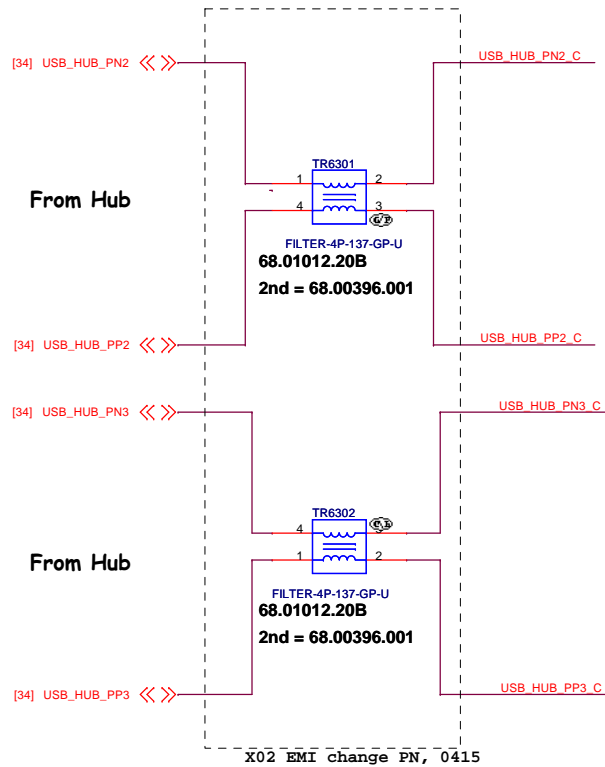 [34] USB_HUB_PN2
USB_HUB_PN2_C
TR6301
1
2
From Hub
4
3
FILTER-4P-137-GP-U
68.01012.20B
2nd = 68.00396.001
[34] USB_HUB_PP2
USB_HUB_PP2_C
[34] USB_HUB_PN3
USB_HUB_PN3_C
TR6302
4
1
2
From Hub
FILTER-4P-137-GP-U
68.01012.20B
2nd = 68.00396.001
[34] USB_HUB_PP3
USB_HUB_PP3_C
X02 EMI change PN, 0415